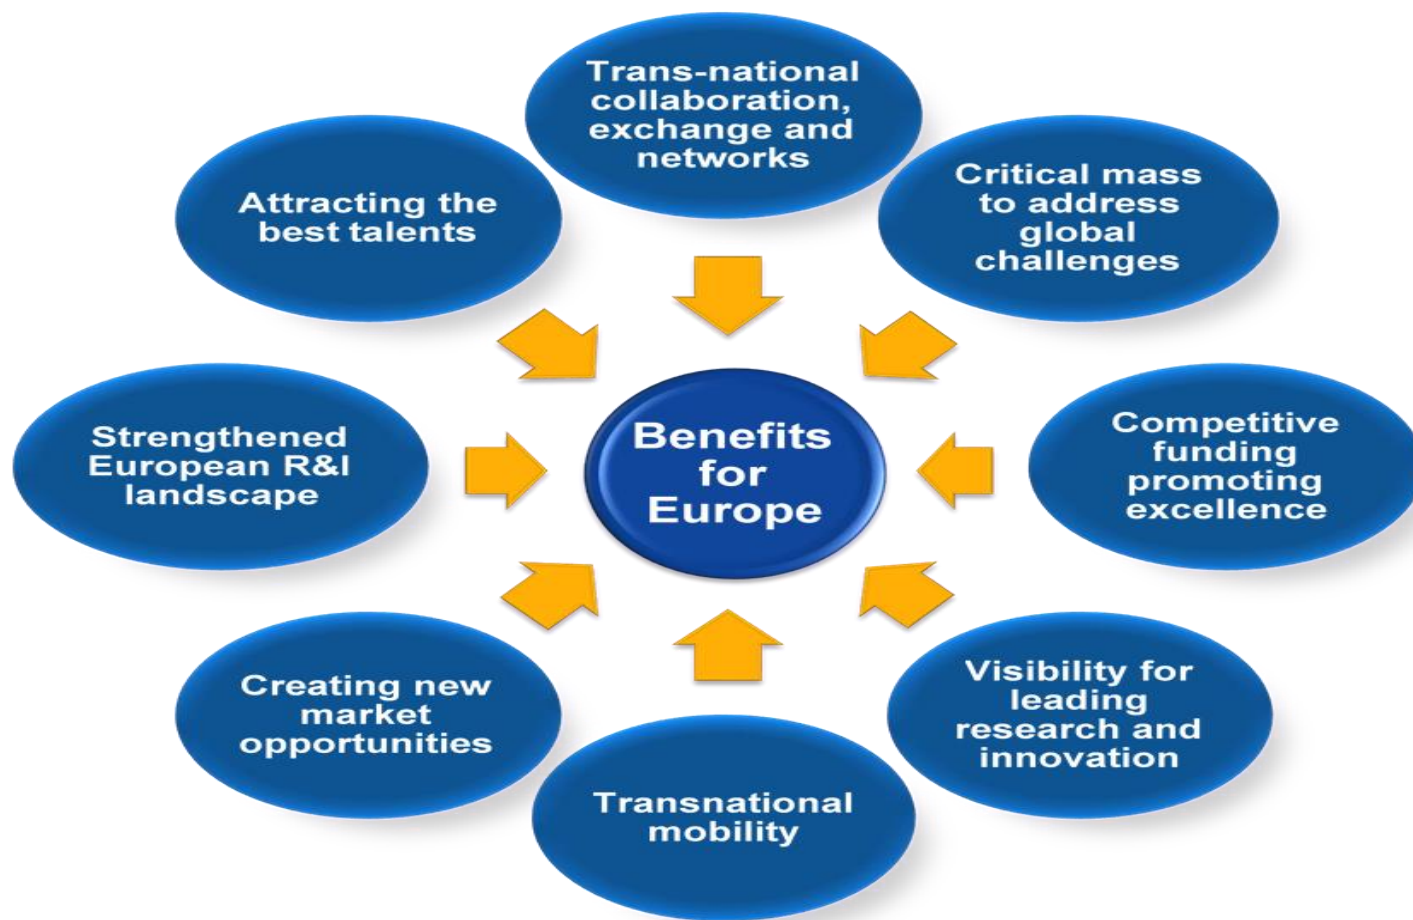 Trans-national
collaboration,
exchange and
networks
Attracting the
best talents
Critical mass
to address
global
challenges
Strengthened
European R&I
landscape
Benefits
for
Europe
Competitive
funding
promoting
excellence
Creating new
market
opportunities
Visibility for
leading
research and
innovation
Transnational
mobility